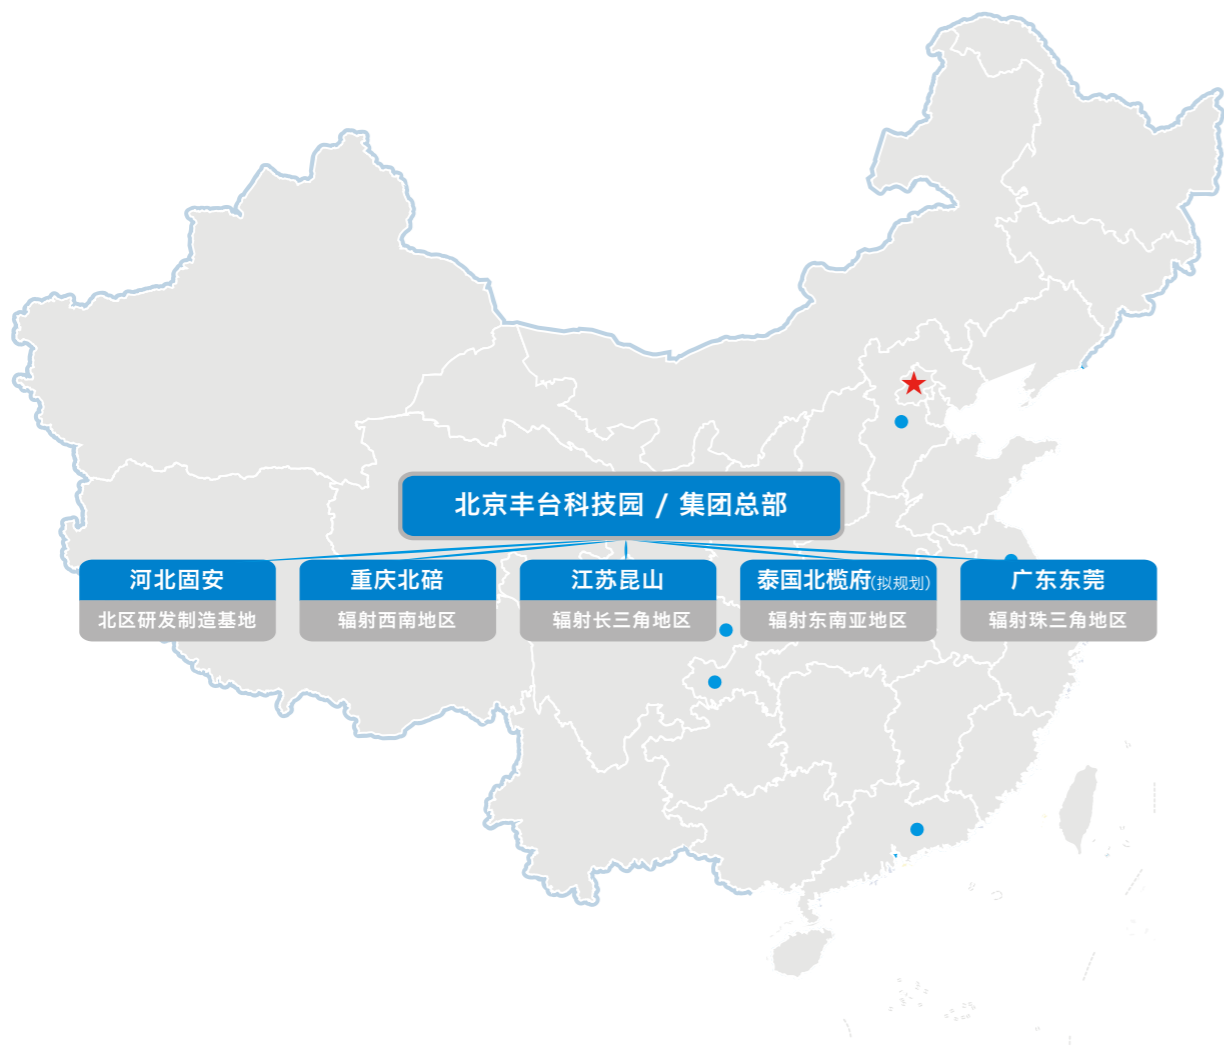 北京丰台科技园 / 集团总部
河北固安
北区研发制造基地
重庆北碚
辐射西南地区
江苏昆山
辐射长三角地区
泰国北榄府(拟规划)
辐射东南亚地区
广东东莞
辐射珠三角地区